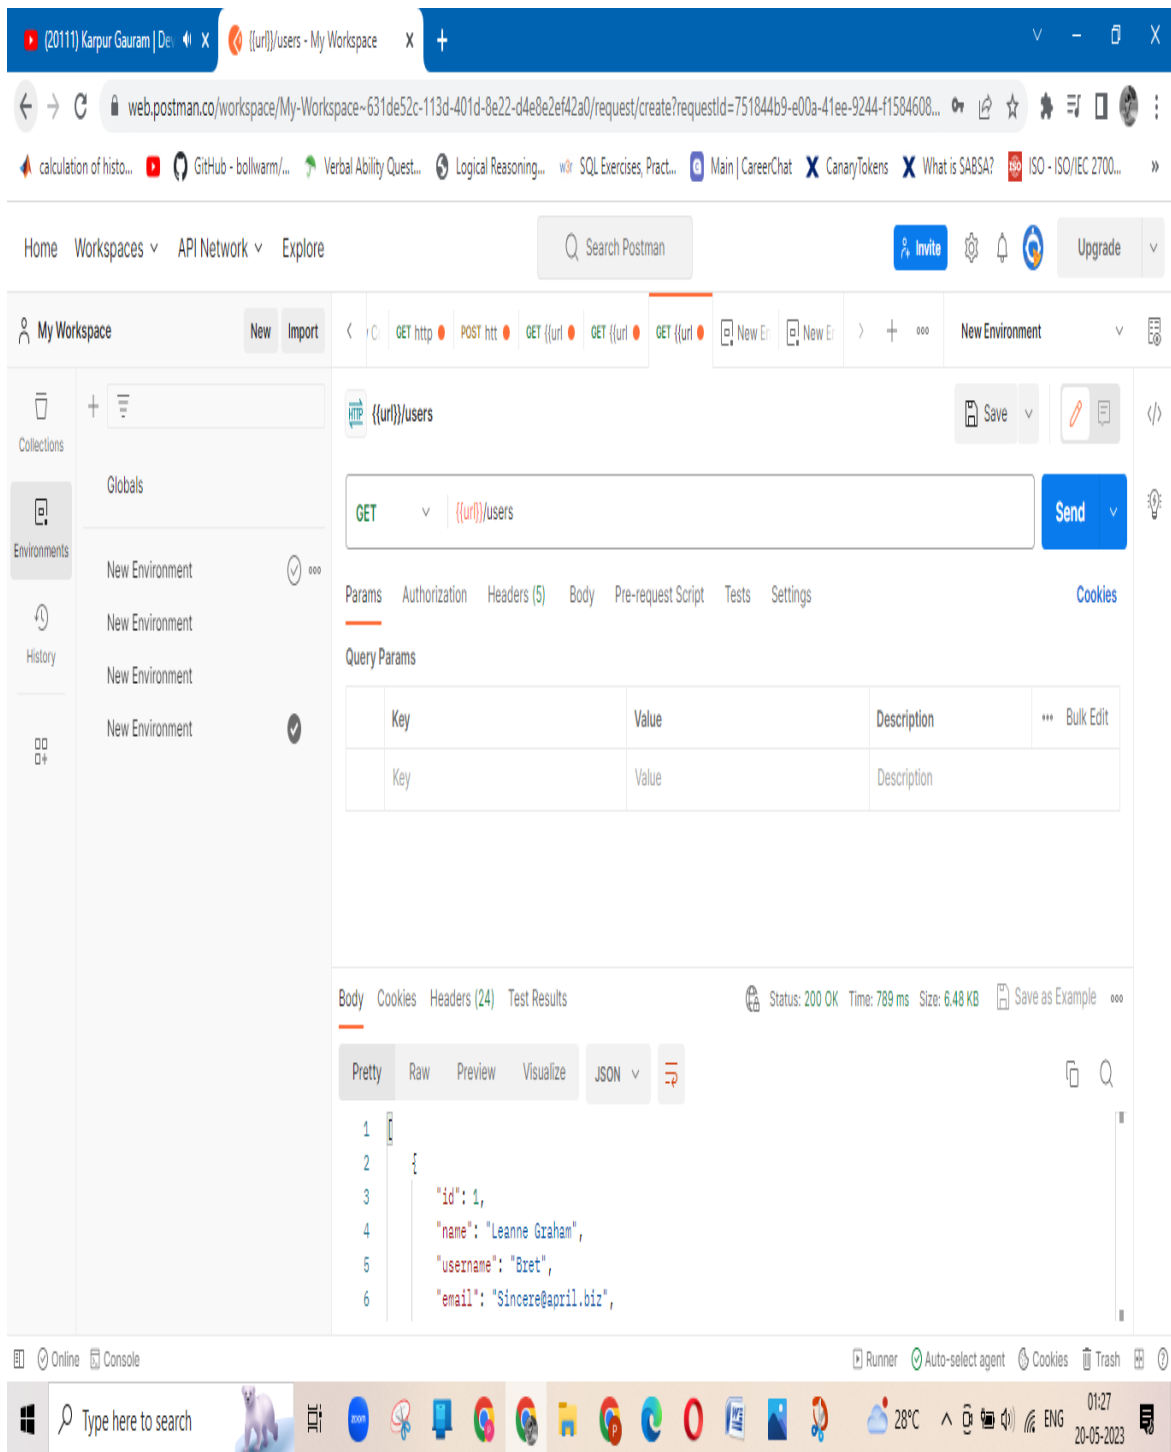 (20111) Karpur Gauram | Dev
{{url}}/users - My Workspace
web.postman.co/workspace/My-Workspace~631de52c-113d-401d-8e22-d4e8e2ef42a0/request/create?requestId=751844b9-e00a-41ee-9244-f1584608...
calculation of histo... GitHub - bollwarm/... Verbal Ability Quest... Logical Reasoning... w3r SQL Exercises, Pract... Main | CareerChat CanaryTokens What is SABSA? ISO ISO - ISO/IEC 2700... »
Home Workspaces API Network Explore Search Postman Invite Upgrade
My Workspace New Import GET http POST htt GET {{url GET {{url GET {{url New E New E New Environment
Collections
Environments
History
Globals
New Environment
New Environment
New Environment
New Environment
HTTP {{url}}/users Save
GET {{url}}/users Send
Params Authorization Headers (5) Body Pre-request Script Tests Settings Cookies
Query Params
Key Value Description Bulk Edit
Key Value Description
Body Cookies Headers (24) Test Results Status: 200 OK Time: 789 ms Size: 6.48 KB Save as Example
Pretty Raw Preview Visualize JSON
1 [
2 {
3 "id": 1,
4 "name": "Leanne Graham",
5 "username": "Bret",
6 "email": "Sincere@april.biz",
Online Console Runner Auto-select agent Cookies Trash
Type here to search zoom 28°C ENG 01:27
20-05-2023